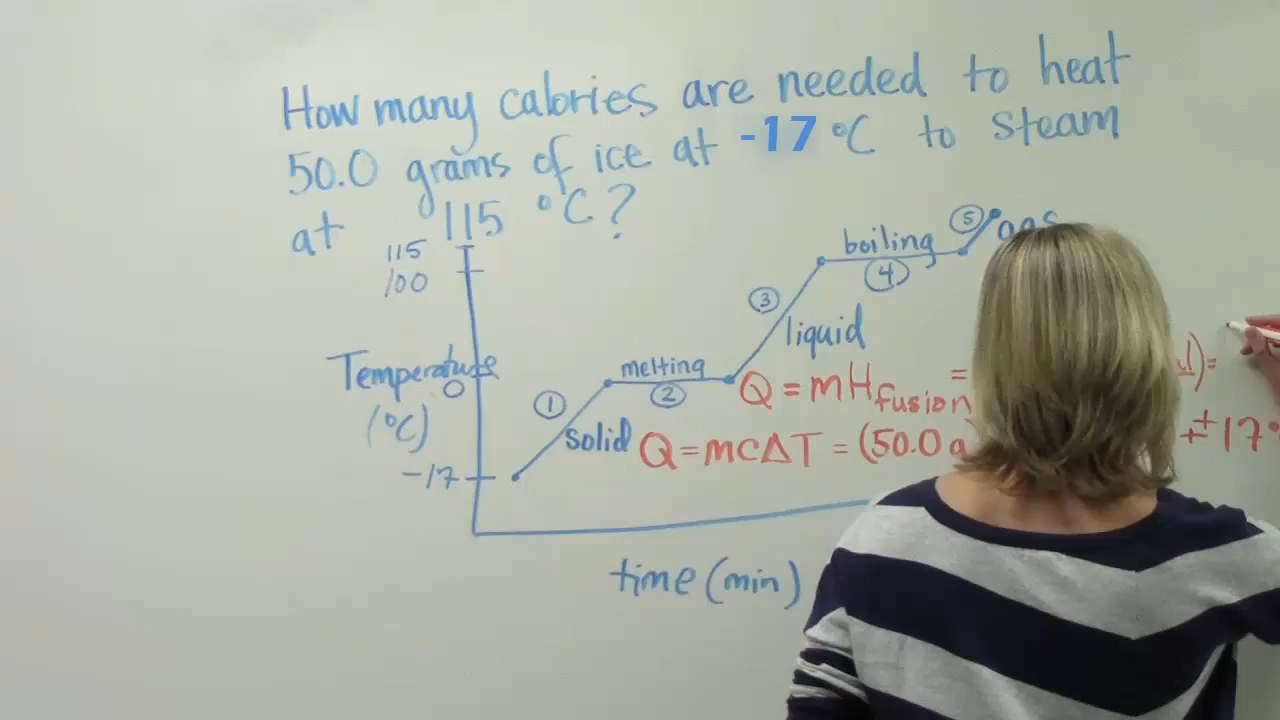 How many calories are needed to heat
50.0 grams of ice at -17 °C to steam
at 115 °C?
115
100
⑤ gas
boiling
④
③
liquid
Temperature
0
(°C)
melting
②
①
solid
-17
Q = mH fusion =
) =
Q = mCΔT = (50.0 g
17°
time (min)